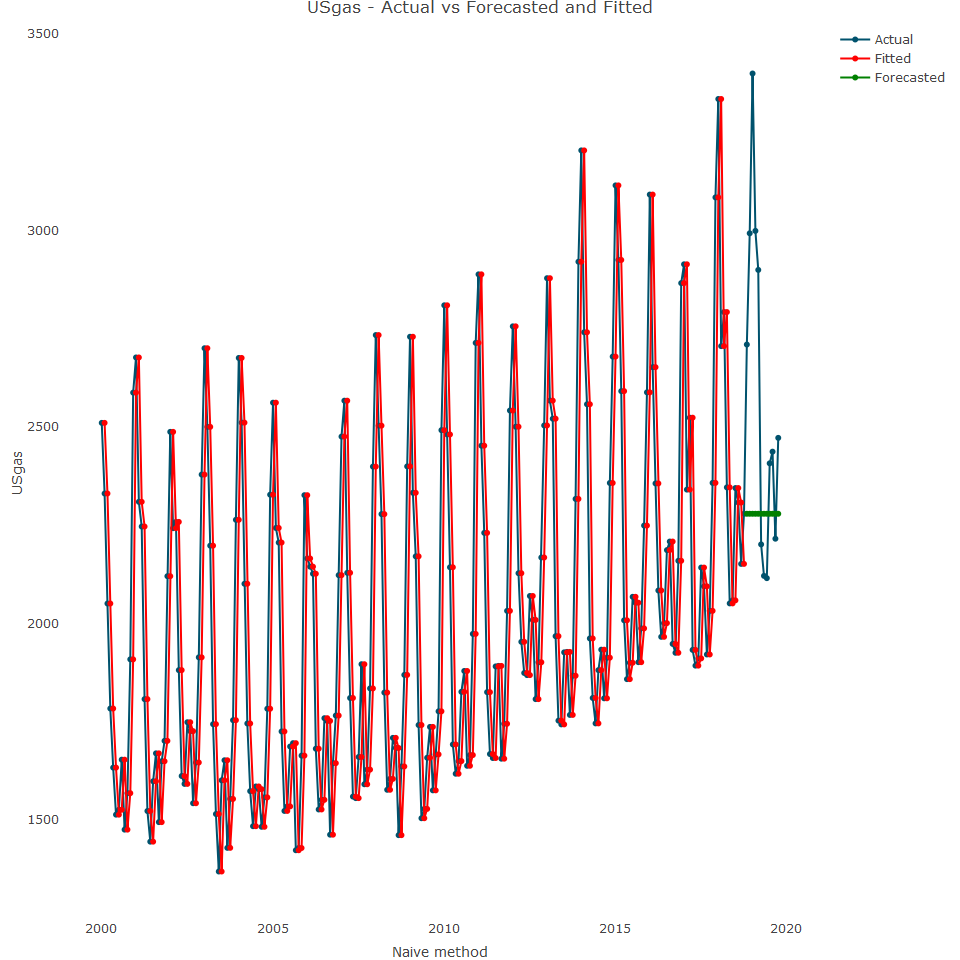 USgas - Actual vs Forecasted and Fitted
Actual
Fitted
Forecasted
3500
3000
2500
2000
1500
USgas
2000 2005 2010 2015 2020
Naive method